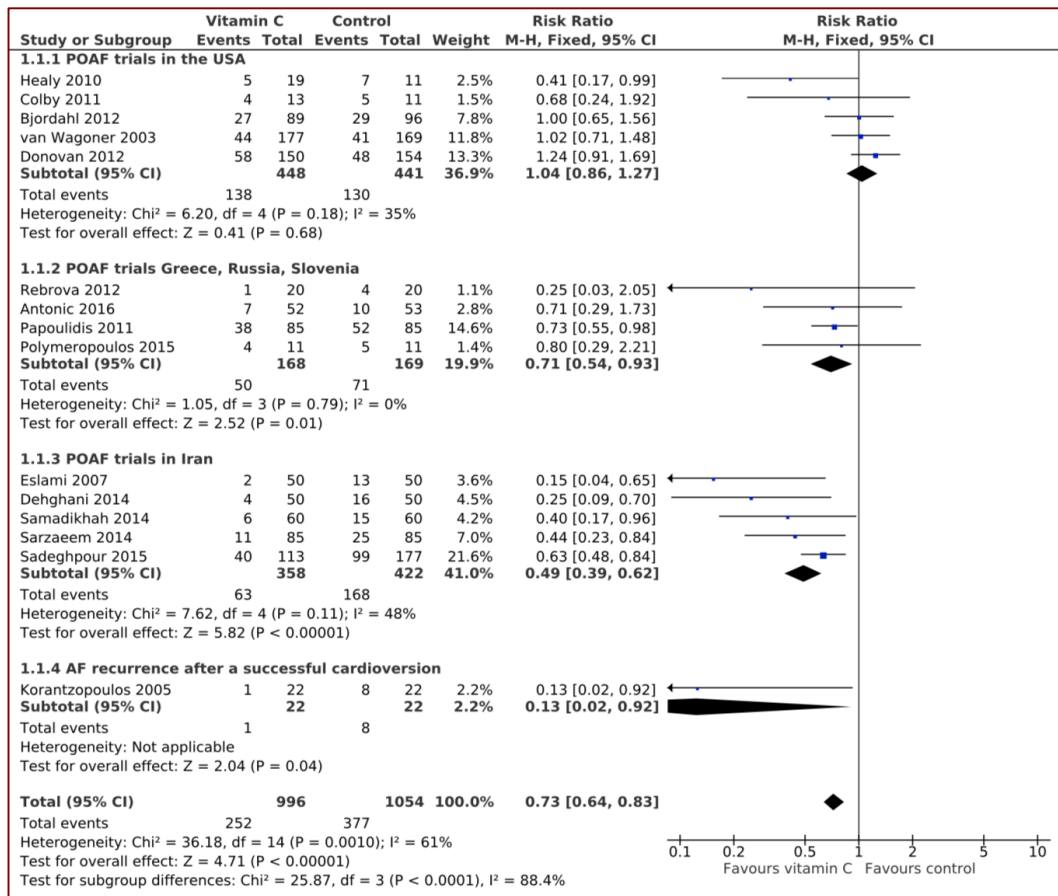 Vitamin C Control Risk Ratio Risk Ratio
Study or Subgroup Events Total Events Total Weight M-H, Fixed, 95% CI M-H, Fixed, 95% CI
1.1.1 POAF trials in the USA
Healy 2010 5 19 7 11 2.5% 0.41 [0.17, 0.99]
Colby 2011 4 13 5 11 1.5% 0.68 [0.24, 1.92]
Bjordahl 2012 27 89 29 96 7.8% 1.00 [0.65, 1.56]
van Wagoner 2003 44 177 41 169 11.8% 1.02 [0.71, 1.48]
Donovan 2012 58 150 48 154 13.3% 1.24 [0.91, 1.69]
Subtotal (95% CI) 448 441 36.9% 1.04 [0.86, 1.27]
Total events 138 130
Heterogeneity: Chi² = 6.20, df = 4 (P = 0.18); I² = 35%
Test for overall effect: Z = 0.41 (P = 0.68)
1.1.2 POAF trials Greece, Russia, Slovenia
Rebrova 2012 1 20 4 20 1.1% 0.25 [0.03, 2.05]
Antonic 2016 7 52 10 53 2.8% 0.71 [0.29, 1.73]
Papoulidis 2011 38 85 52 85 14.6% 0.73 [0.55, 0.98]
Polymeropoulos 2015 4 11 5 11 1.4% 0.80 [0.29, 2.21]
Subtotal (95% CI) 168 169 19.9% 0.71 [0.54, 0.93]
Total events 50 71
Heterogeneity: Chi² = 1.05, df = 3 (P = 0.79); I² = 0%
Test for overall effect: Z = 2.52 (P = 0.01)
1.1.3 POAF trials in Iran
Eslami 2007 2 50 13 50 3.6% 0.15 [0.04, 0.65]
Dehghani 2014 4 50 16 50 4.5% 0.25 [0.09, 0.70]
Samadikhah 2014 6 60 15 60 4.2% 0.40 [0.17, 0.96]
Sarzaeem 2014 11 85 25 85 7.0% 0.44 [0.23, 0.84]
Sadeghpour 2015 40 113 99 177 21.6% 0.63 [0.48, 0.84]
Subtotal (95% CI) 358 422 41.0% 0.49 [0.39, 0.62]
Total events 63 168
Heterogeneity: Chi² = 7.62, df = 4 (P = 0.11); I² = 48%
Test for overall effect: Z = 5.82 (P < 0.00001)
1.1.4 AF recurrence after a successful cardioversion
Korantzopoulos 2005 1 22 8 22 2.2% 0.13 [0.02, 0.92]
Subtotal (95% CI) 22 22 2.2% 0.13 [0.02, 0.92]
Total events 1 8
Heterogeneity: Not applicable
Test for overall effect: Z = 2.04 (P = 0.04)
Total (95% CI) 996 1054 100.0% 0.73 [0.64, 0.83]
Total events 252 377
Heterogeneity: Chi² = 36.18, df = 14 (P = 0.0010); I² = 61%
Test for overall effect: Z = 4.71 (P < 0.00001)
Test for subgroup differences: Chi² = 25.87, df = 3 (P < 0.0001), I² = 88.4%
0.1 0.2 0.5 1 2 5 10
Favours vitamin C Favours control